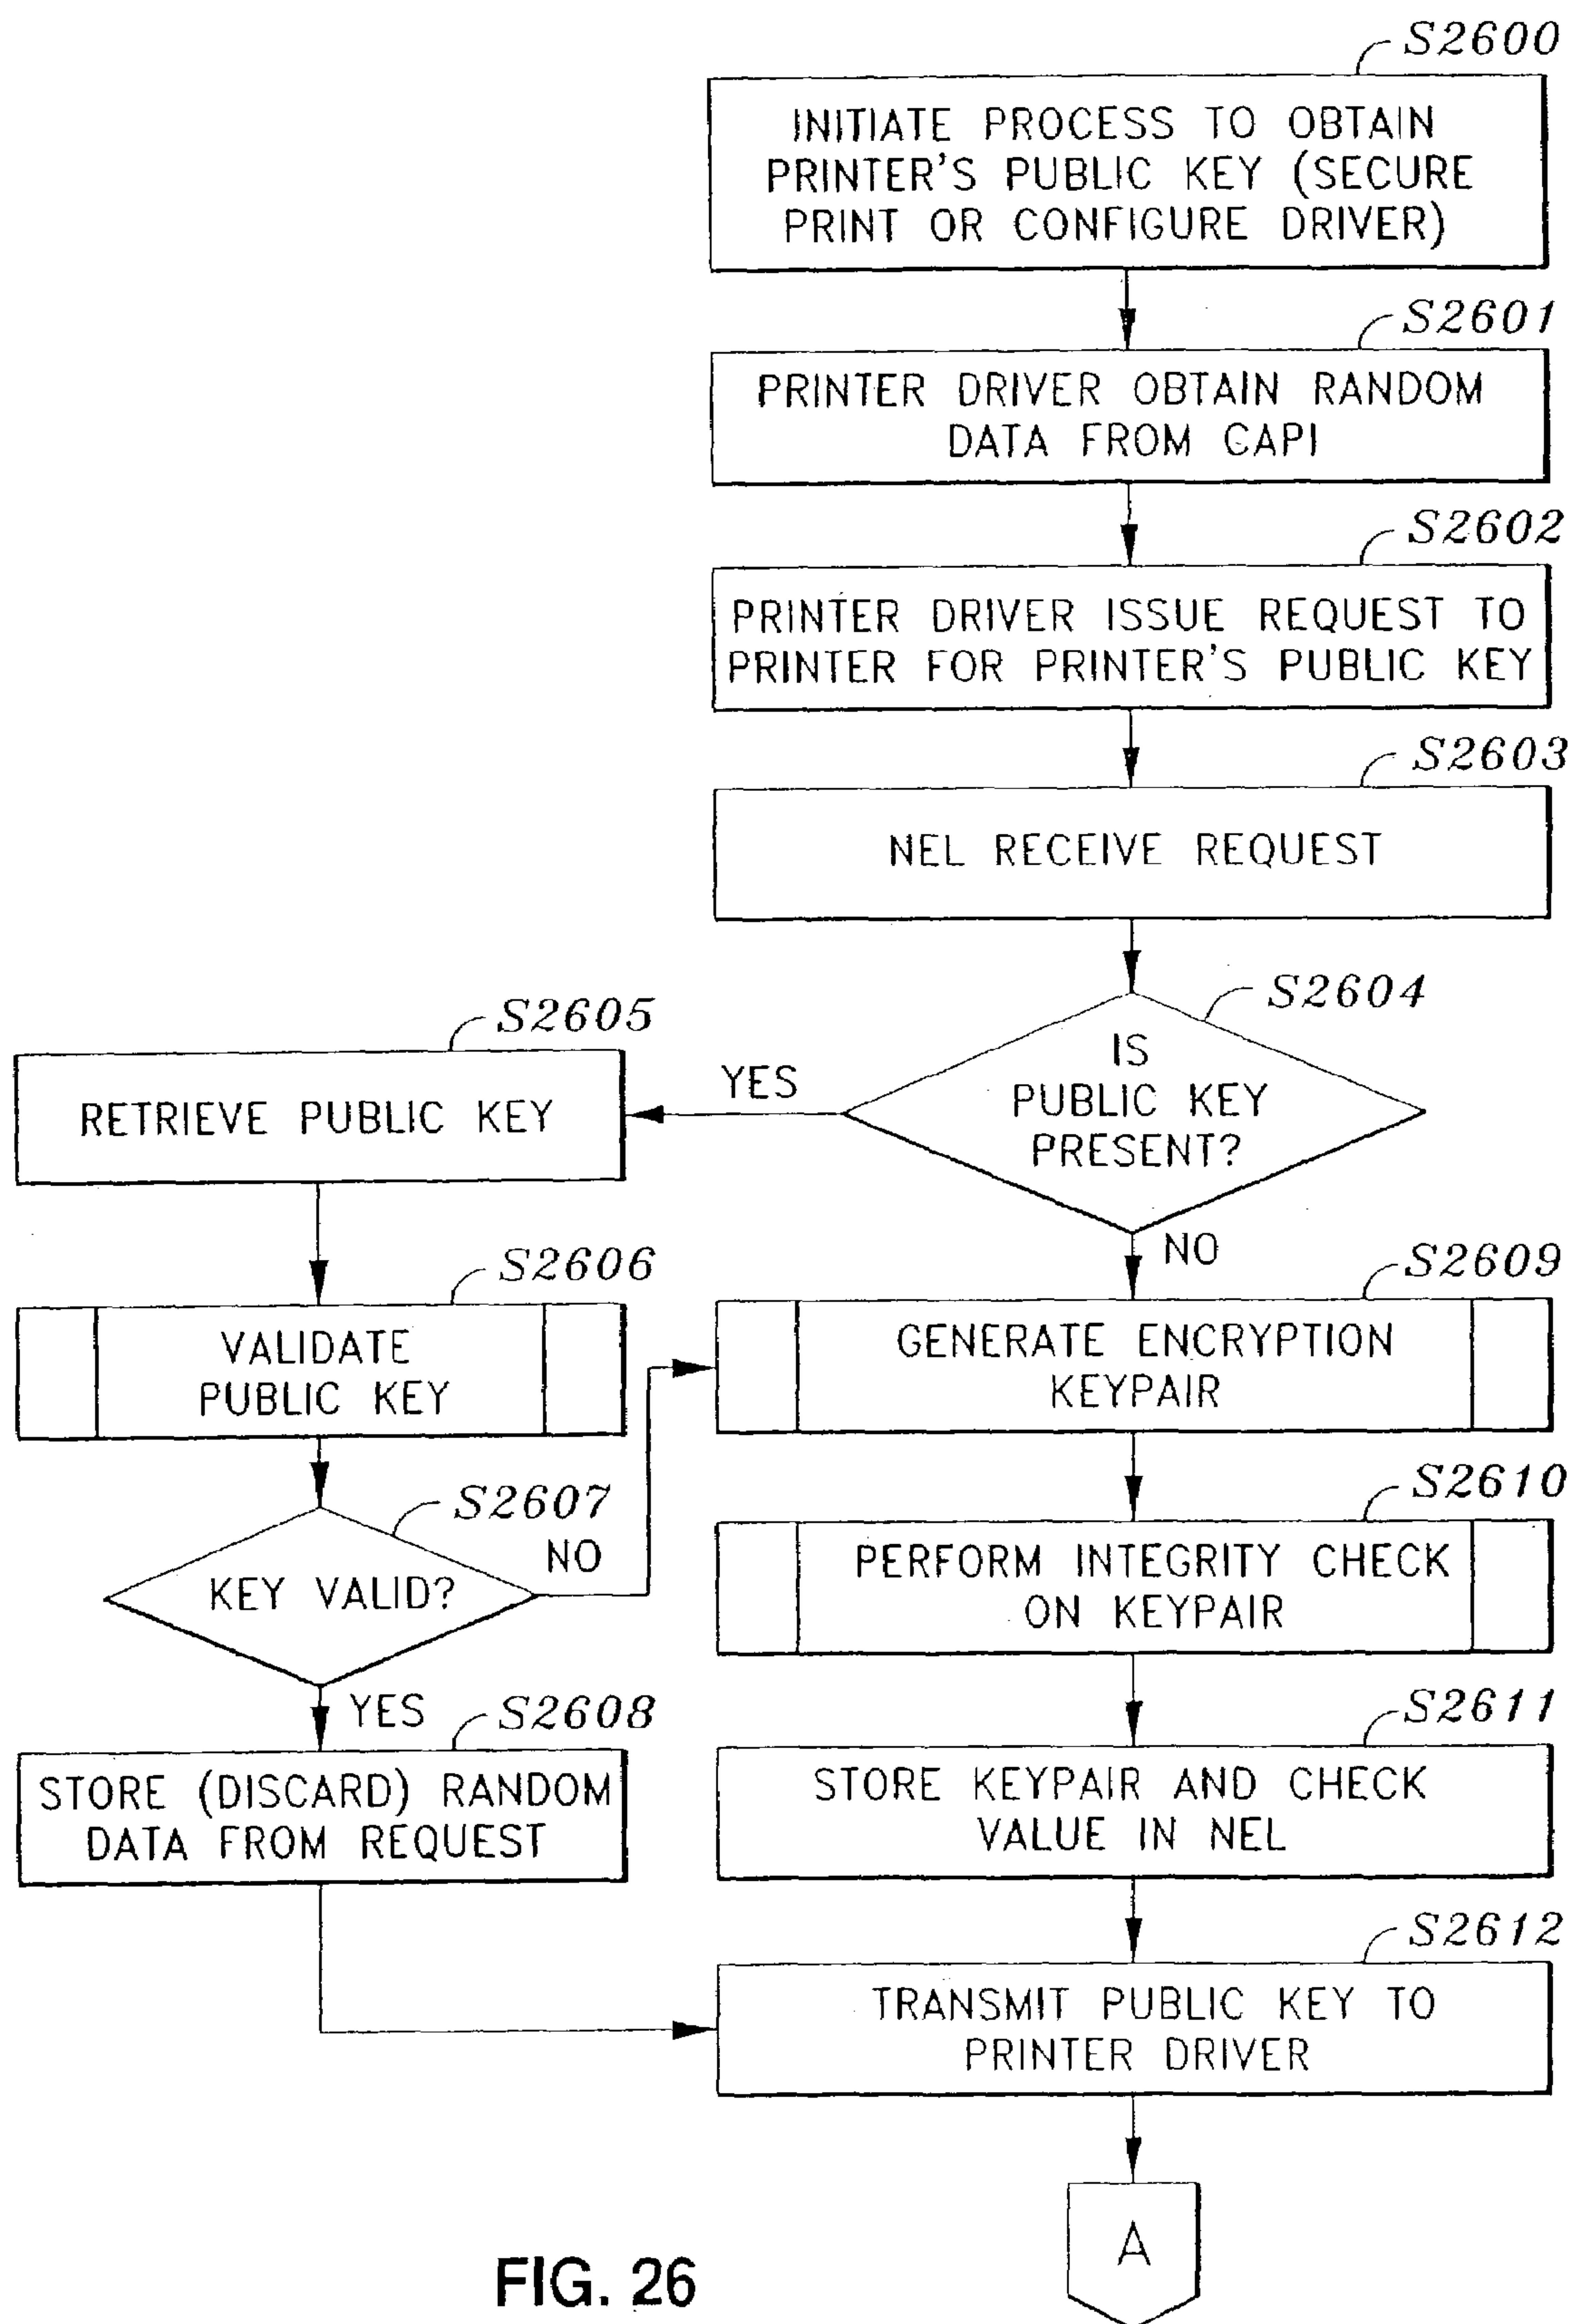 S2600
INITIATE PROCESS TO OBTAIN
PRINTER'S PUBLIC KEY (SECURE
PRINT OR CONFIGURE DRIVER)
S2601
PRINTER DRIVER OBTAIN RANDOM
DATA FROM CAPI
S2602
PRINTER DRIVER ISSUE REQUEST TO
PRINTER FOR PRINTER'S PUBLIC KEY
S2603
NEL RECEIVE REQUEST
S2604
IS
PUBLIC KEY
PRESENT?
YES
NO
S2605
RETRIEVE PUBLIC KEY
S2606
VALIDATE
PUBLIC KEY
S2607
KEY VALID?
NO
YES
S2608
STORE (DISCARD) RANDOM
DATA FROM REQUEST
S2609
GENERATE ENCRYPTION
KEYPAIR
S2610
PERFORM INTEGRITY CHECK
ON KEYPAIR
S2611
STORE KEYPAIR AND CHECK
VALUE IN NEL
S2612
TRANSMIT PUBLIC KEY TO
PRINTER DRIVER
A
FIG. 26